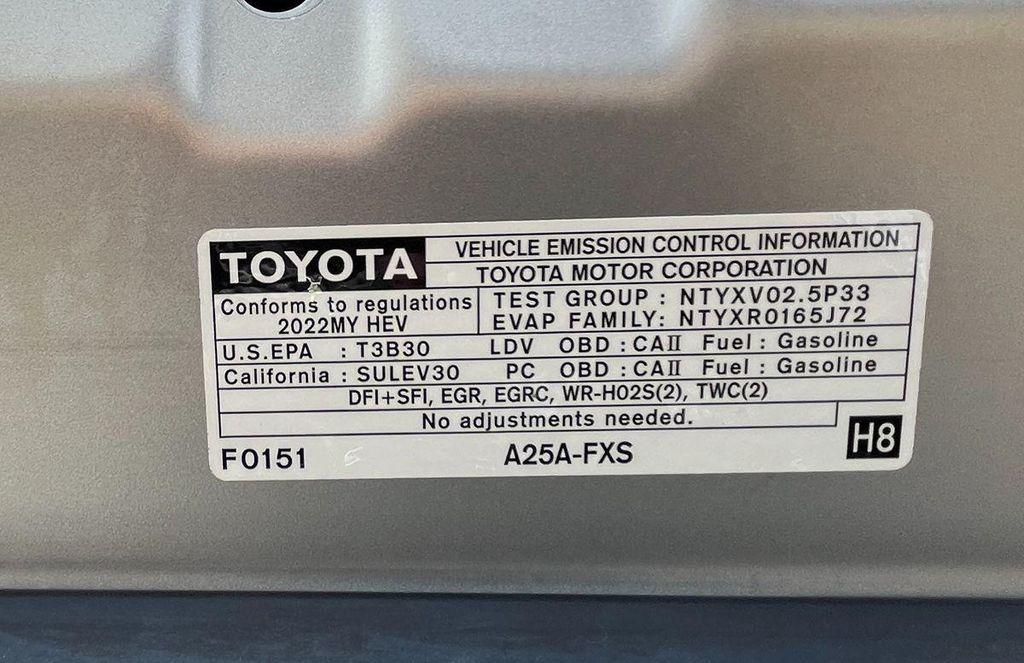 TOYOTA VEHICLE EMISSION CONTROL INFORMATION
TOYOTA MOTOR CORPORATION
Conforms to regulations
2022MY HEV
TEST GROUP : NTYXV02.5P33
EVAP FAMILY: NTYXR0165J72
U.S.EPA : T3B30 LDV OBD : CAII Fuel : Gasoline
California : SULEV30 PC OBD : CAII Fuel : Gasoline
DFI+SFI, EGR, EGRC, WR-HO2S(2), TWC(2)
No adjustments needed.
F0151 A25A-FXS H8